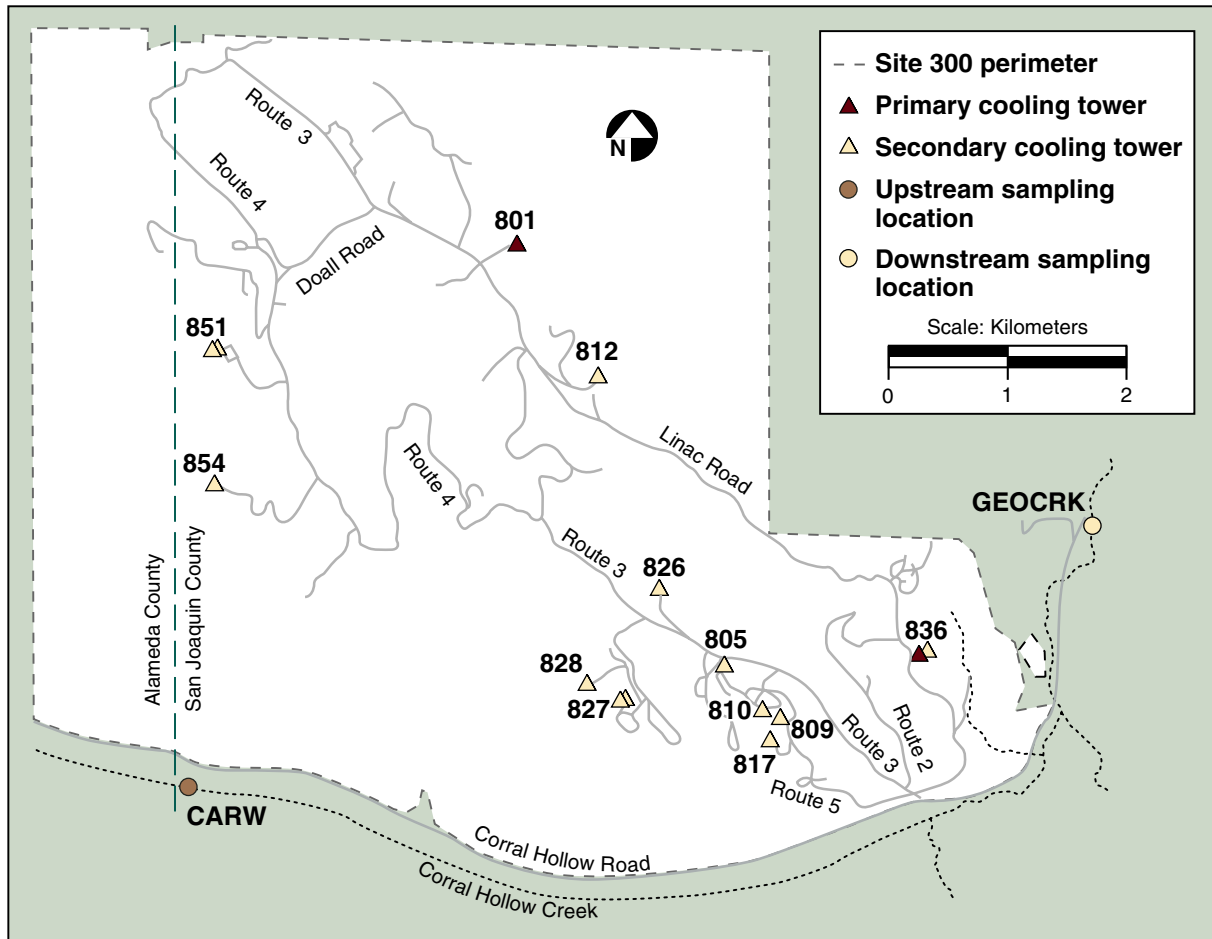 Site 300 perimeter
Primary cooling tower
Secondary cooling tower
Upstream sampling
location
Downstream sampling
location
Scale: Kilometers
0 1 2
N
Route 3
Route 4
Doall Road
801
851
812
854
Route 4
Linac Road
GEOCRK
Route 3
826
Alameda County
San Joaquin County
805
836
828
827
810
809
817
Route 3
Route 2
Route 5
CARW
Corral Hollow Road
Corral Hollow Creek